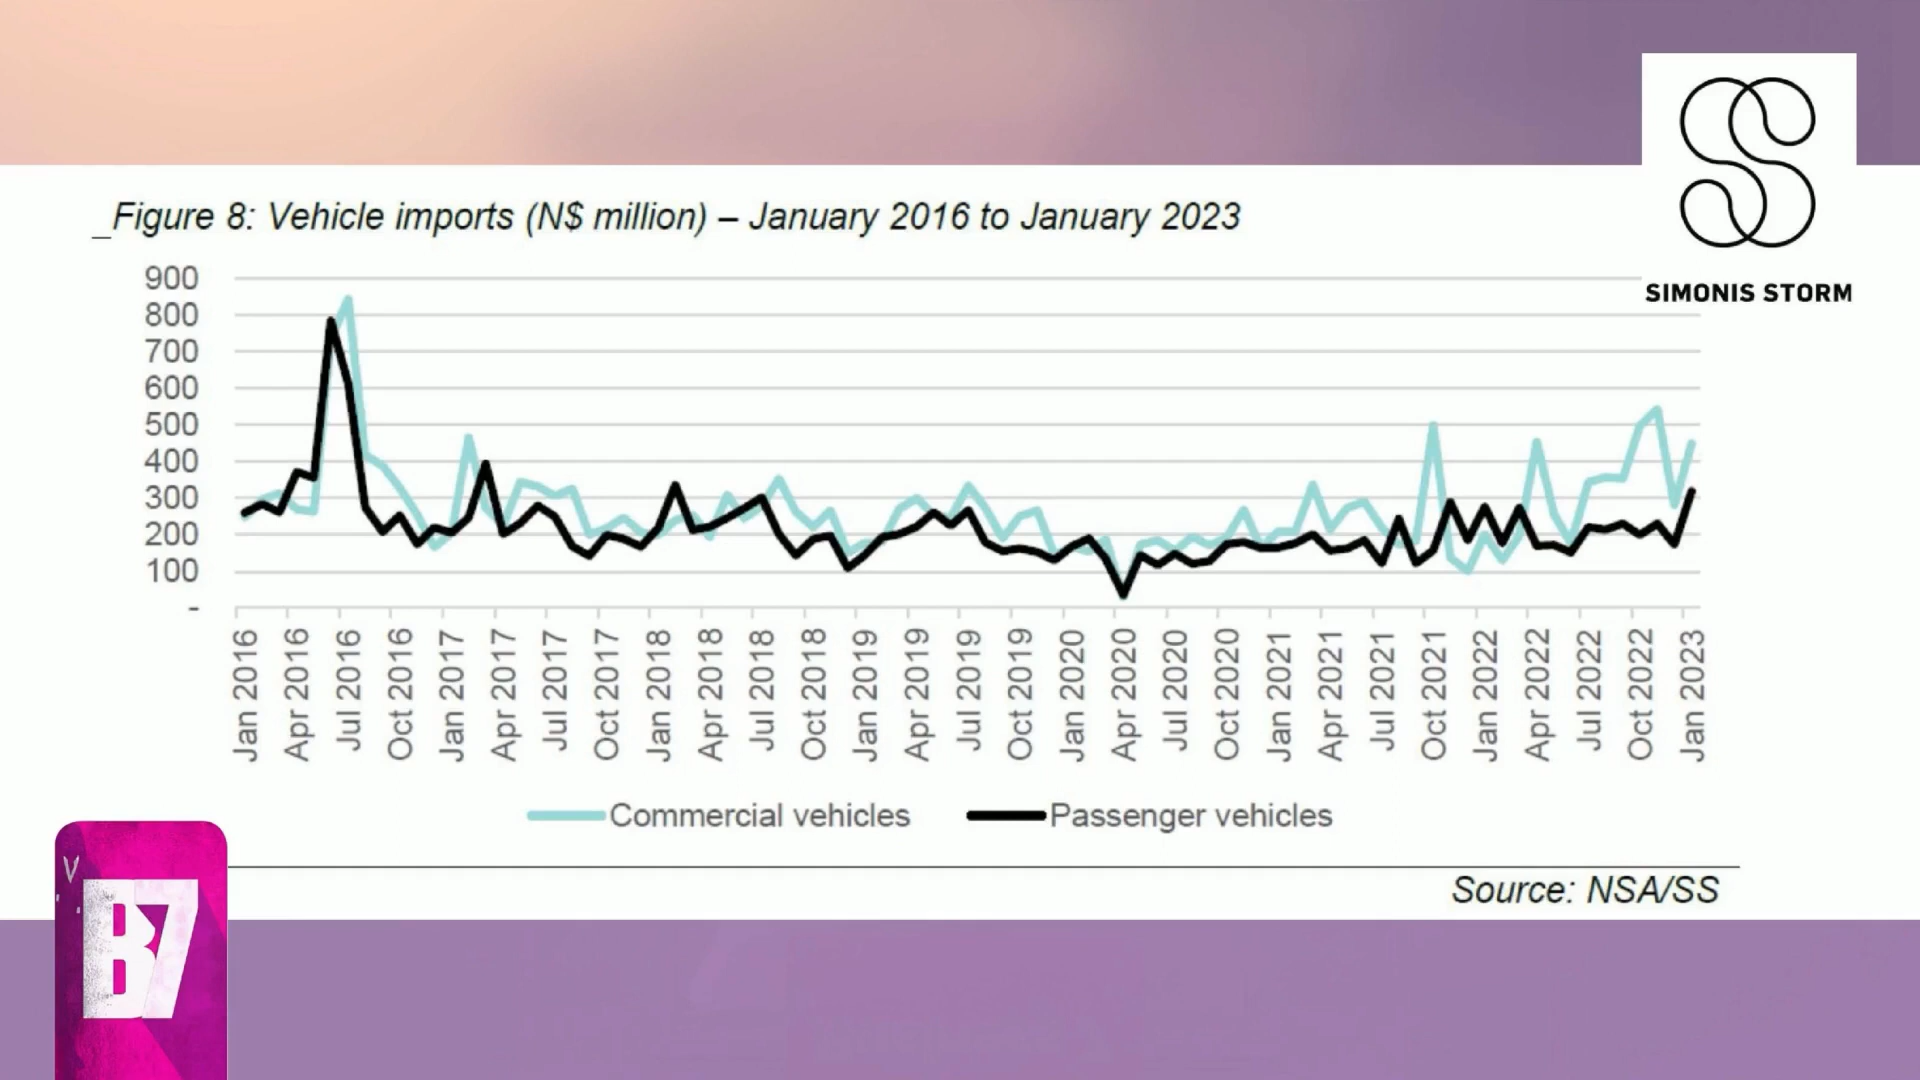 _Figure 8: Vehicle imports (N$ million) – January 2016 to January 2023
SIMONIS STORM
900
800
700
600
500
400
300
200
100
-
Jan 2016
Apr 2016
Jul 2016
Oct 2016
Jan 2017
Apr 2017
Jul 2017
Oct 2017
Jan 2018
Apr 2018
Jul 2018
Oct 2018
Jan 2019
Apr 2019
Jul 2019
Oct 2019
Jan 2020
Apr 2020
Jul 2020
Oct 2020
Jan 2021
Apr 2021
Jul 2021
Oct 2021
Jan 2022
Apr 2022
Jul 2022
Oct 2022
Jan 2023
Commercial vehicles
Passenger vehicles
Source: NSA/SS
B7